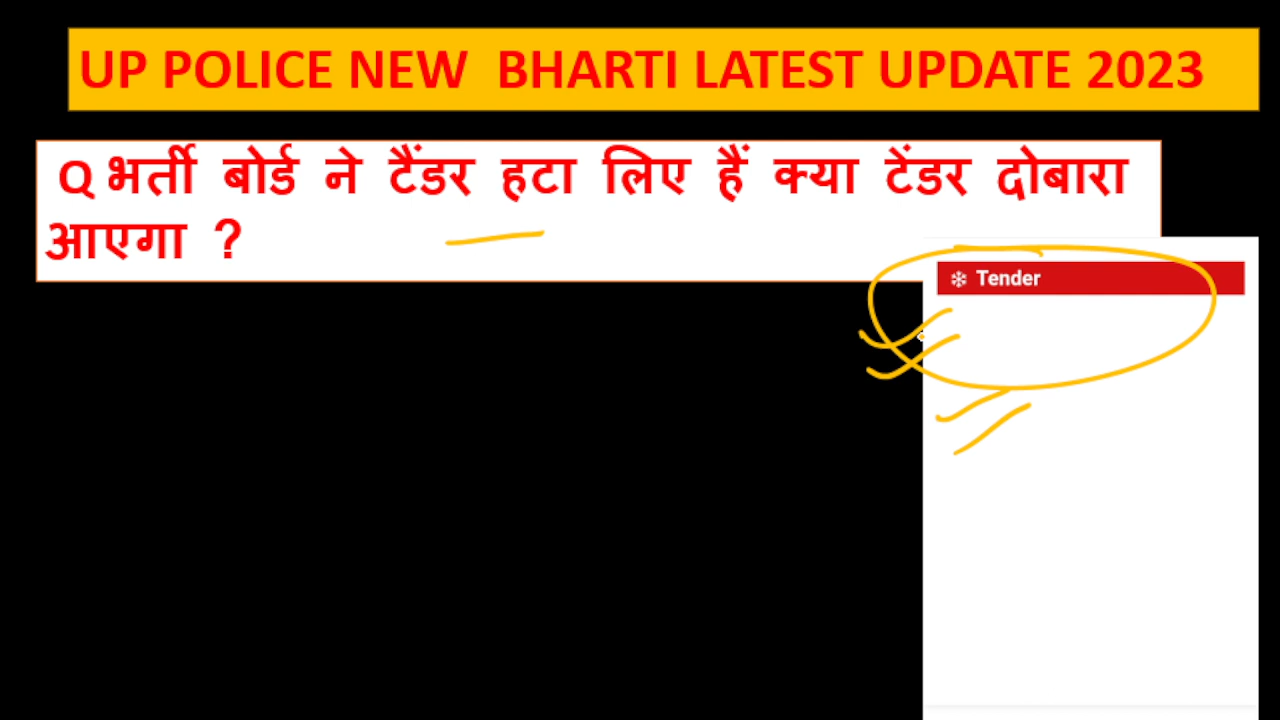 UP POLICE NEW BHARTI LATEST UPDATE 2023
Q भर्ती बोर्ड ने टैंडर हटा लिए हैं क्या टेंडर दोबारा
आएगा ?
Tender